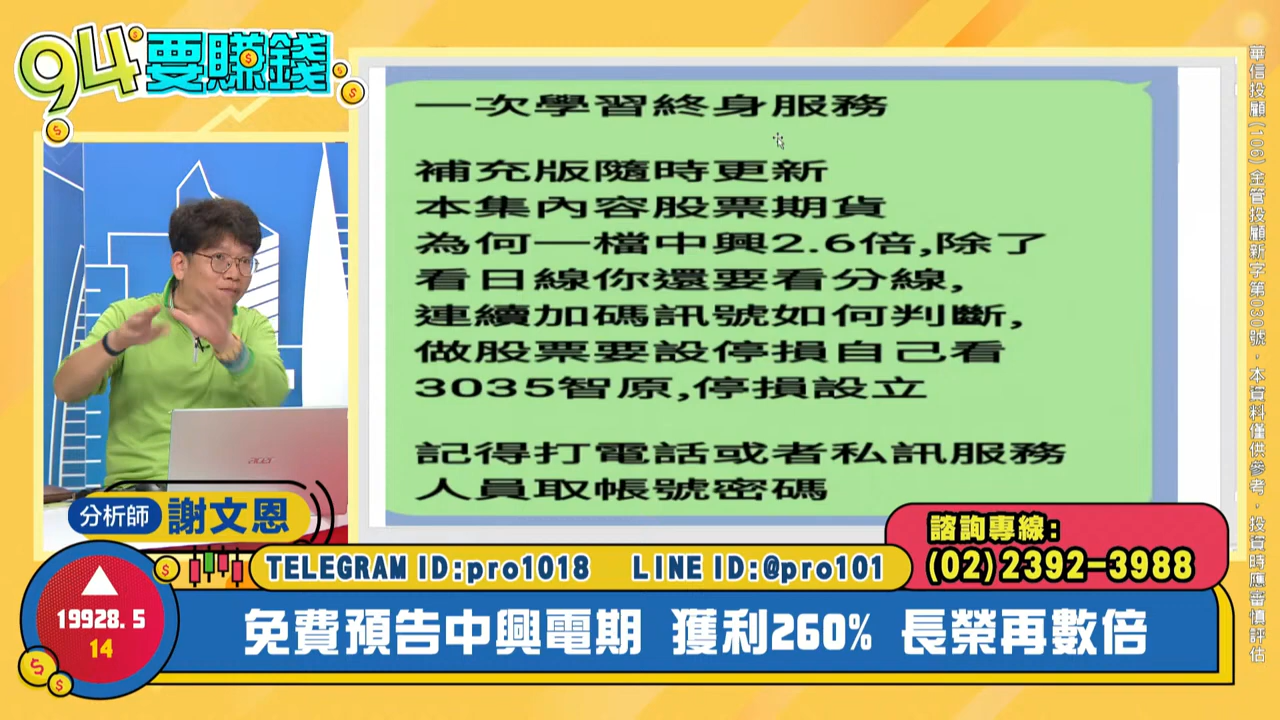 94要賺錢
一次學習終身服務
補充版隨時更新
本集內容股票期貨
為何一檔中興2.6倍,除了
看日線你還要看分線,
連續加碼訊號如何判斷,
做股票要設停損自己看
3035智原,停損設立
記得打電話或者私訊服務
人員取帳號密碼
華信投顧(106)金管投顧新字第030號，本資料僅供參考，投資時應審慎評估
acer
分析師 謝文恩
諮詢專線:
(02)2392-3988
TELEGRAM ID:pro1018 LINE ID:@pro101
19928.5
14
免費預告中興電期 獲利260% 長榮再數倍